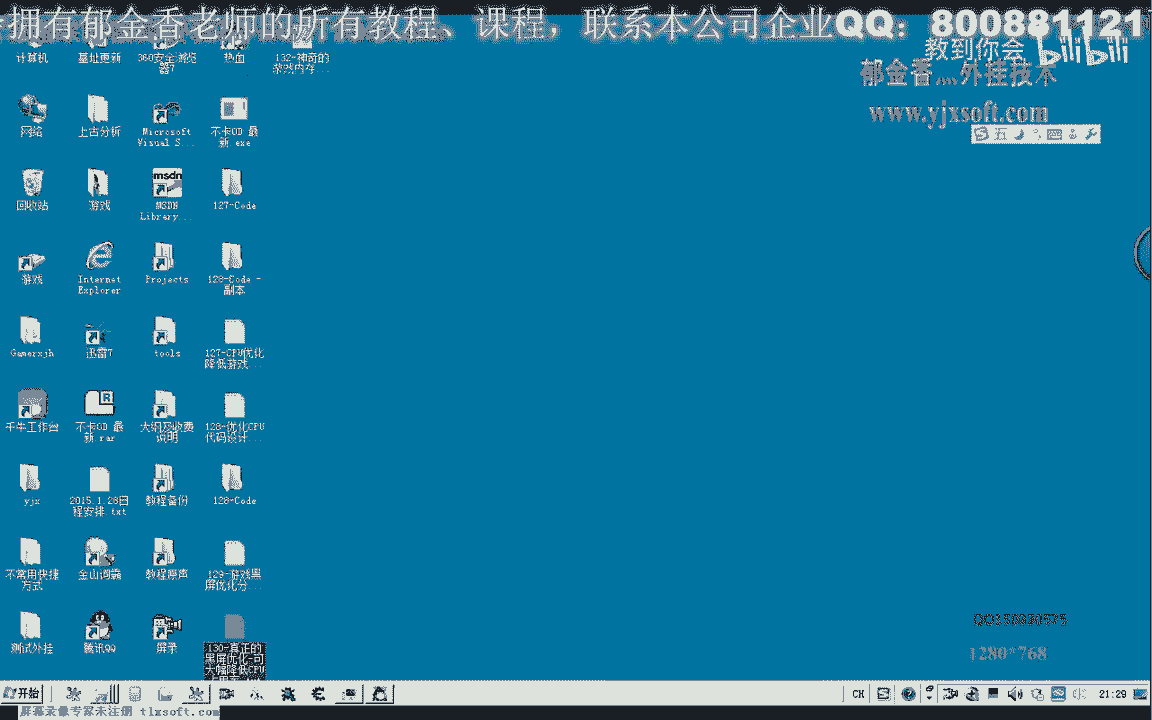 拥有郁金香老师的所有教程、课程，联系本公司企业QQ：800881121
教到你会
bilibili
郁金香灬外挂技术
www.yjxsoft.com
计算机
基址更新
360安全浏览
器7
热血
132-神奇的
游戏内存...
网络
上古分析
Microsoft
Visual S...
不卡OD 最
新.exe
回收站
游戏
msdn
MSDN
Library...
127-Code
游戏
Internet
Explorer
Projects
128-Code -
副本
Gamerxjh
迅雷7
tools
127-CPU优化
降低游戏...
千牛工作台
不卡OD 最
新.rar
大纲及收费
说明
128-优化CPU
代码设计...
yjx
2015.1.28日
程安排.txt
教程备份
128-Code
不常用快捷
方式
金山词霸
教程原声
129-游戏黑
屏优化分...
测试外挂
腾讯QQ
屏录
130-真正的
黑屏优化-可
大幅降低CPU
QQ150330575
1280*768
开始
CH
21:29
屏幕录像专家未注册 tlxsoft.com